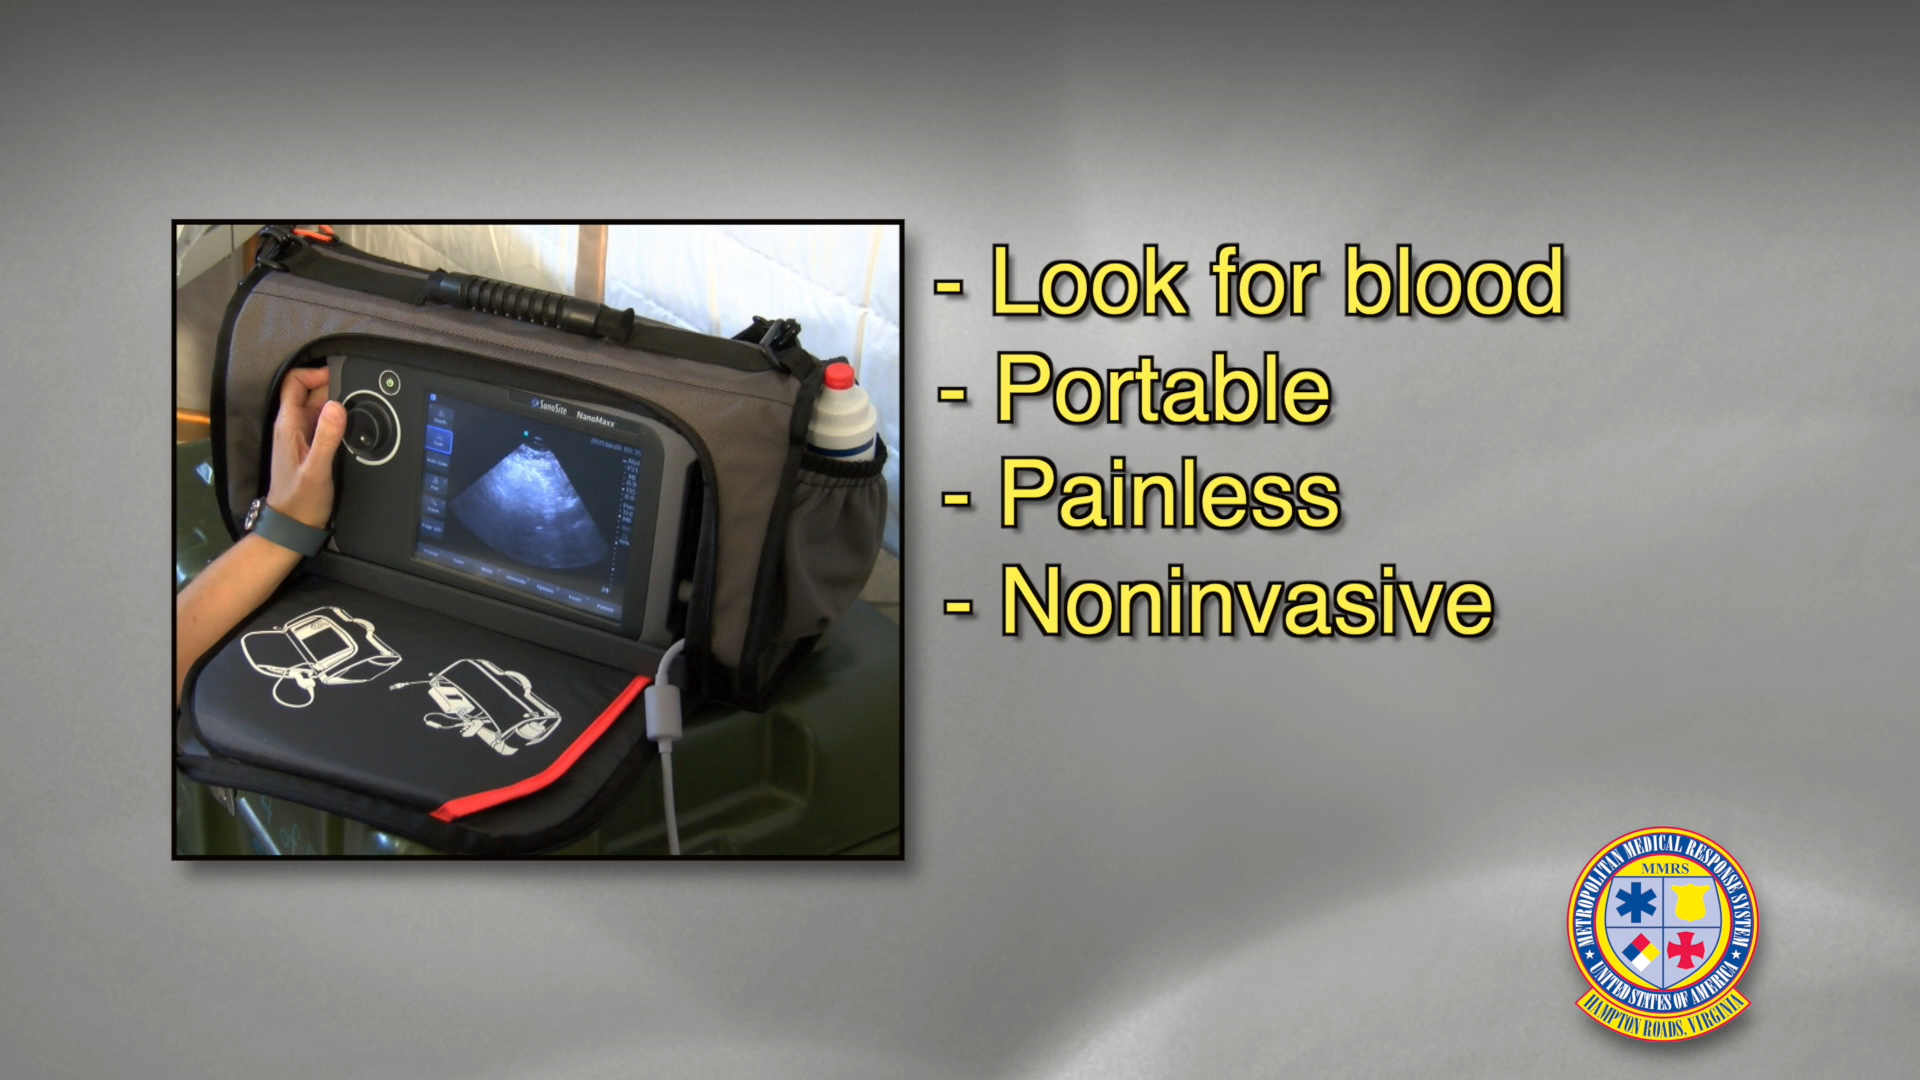 - Look for blood
- Portable
- Painless
- Noninvasive
SonoSite NanoMaxx
METROPOLITAN MEDICAL RESPONSE SYSTEM
MMRS
UNITED STATES OF AMERICA
HAMPTON ROADS, VIRGINIA